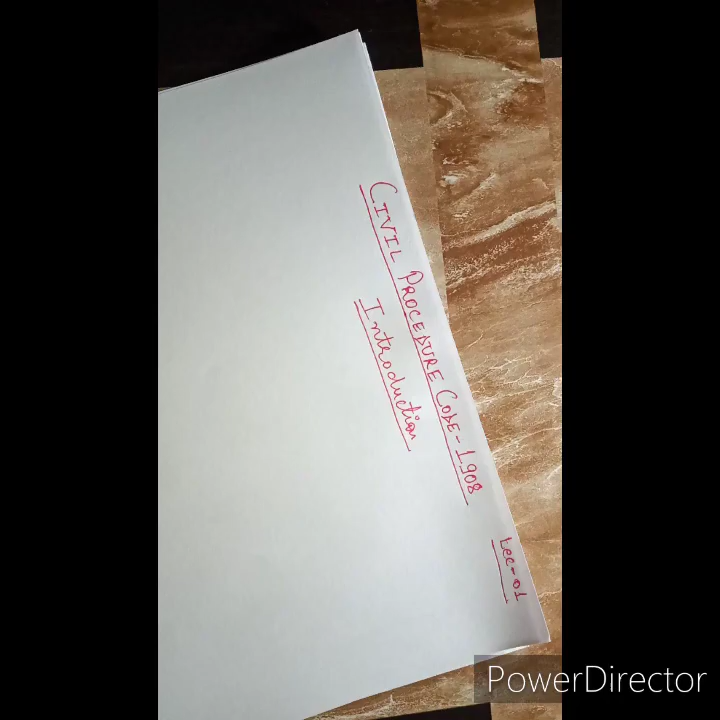 Lec-01
CIVIL PROCEDURE CODE-1908
Introduction
PowerDirector